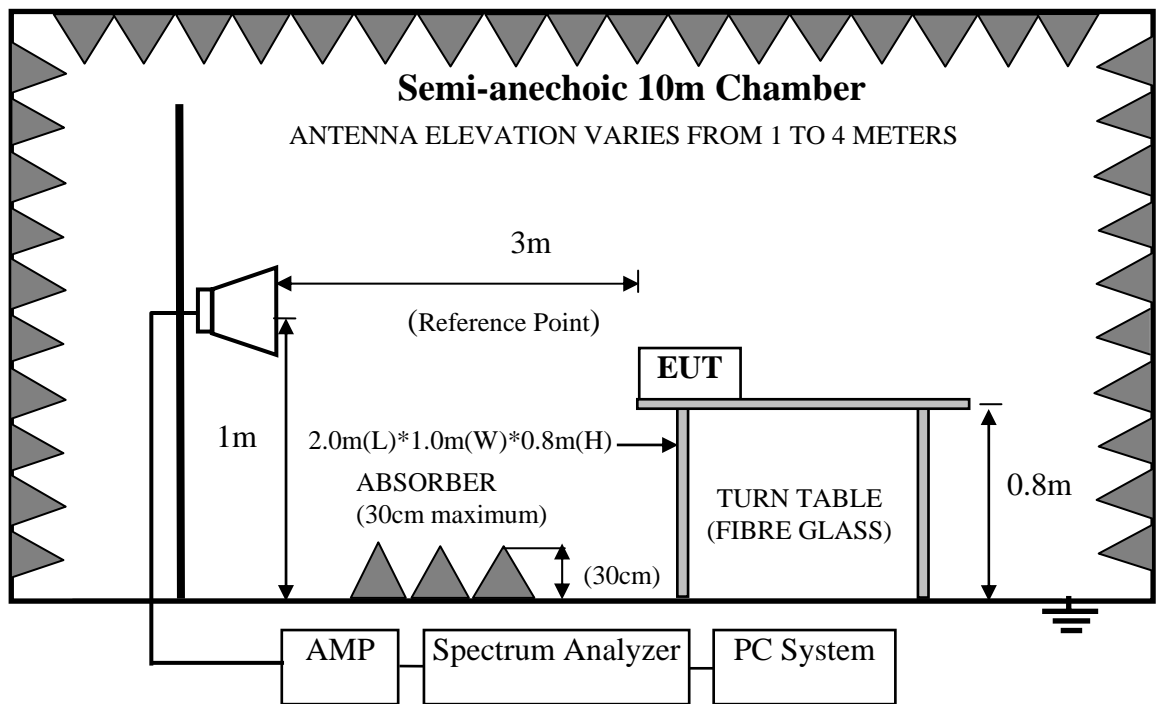 Semi-anechoic 10m Chamber
ANTENNA ELEVATION VARIES FROM 1 TO 4 METERS
3m
(Reference Point)
EUT
1m
2.0m(L)*1.0m(W)*0.8m(H)
ABSORBER
(30cm maximum)
(30cm)
TURN TABLE
(FIBRE GLASS)
0.8m
AMP
Spectrum Analyzer
PC System